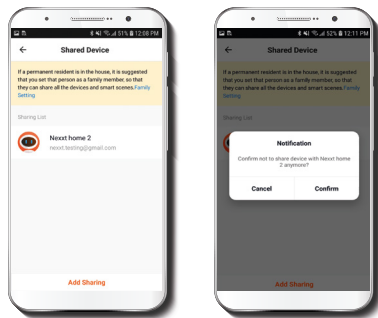 51% 12:08 PM
Shared Device
If a permanent resident is in the house, it is suggested
that you set that person as a family member, so that
they can share all the devices and smart scenes.Family
Setting
Sharing List
Nexxt home 2
nexxt.testing@gmail.com
Add Sharing
52% 12:11 PM
Shared Device
If a permanent resident is in the house, it is suggested
that you set that person as a family member, so that
they can share all the devices and smart scenes.Family
Setting
Sharing List
Notification
Confirm not to share device with Nexxt home
2 anymore?
Cancel
Confirm
Add Sharing